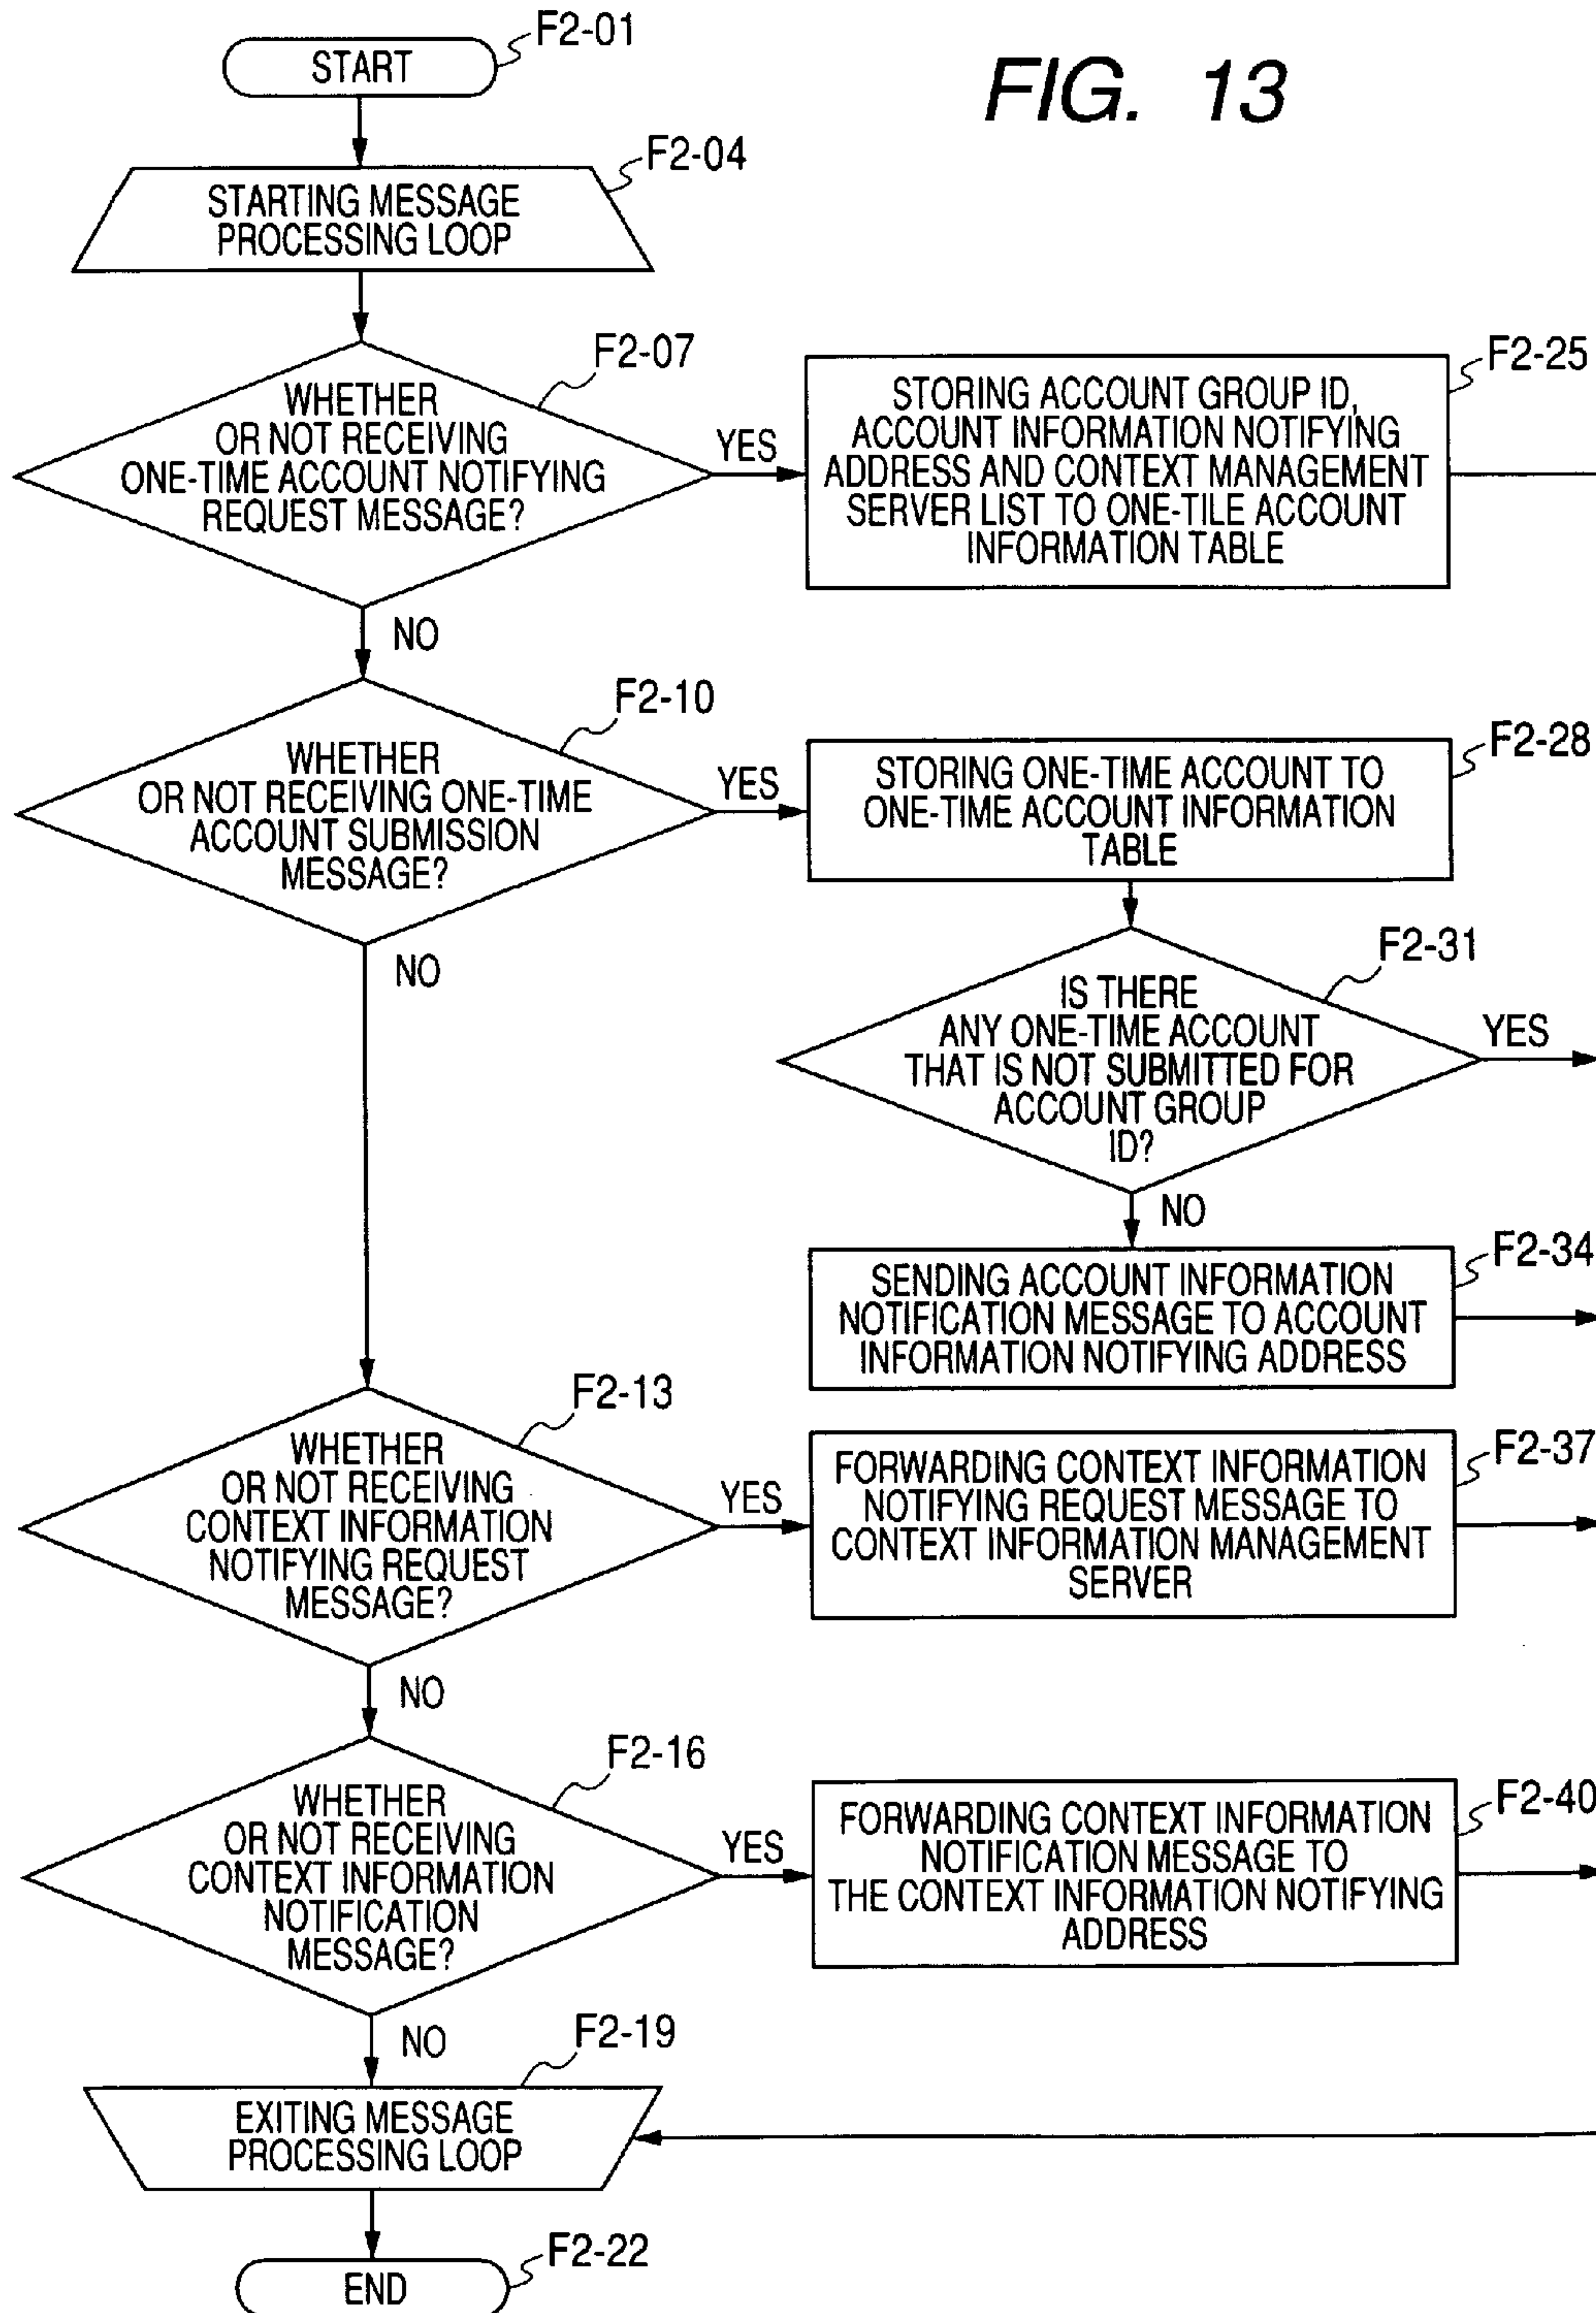 FIG. 13
F2-01
START
F2-04
STARTING MESSAGE
PROCESSING LOOP
F2-07
WHETHER
OR NOT RECEIVING
ONE-TIME ACCOUNT NOTIFYING
REQUEST MESSAGE?
YES
NO
F2-25
STORING ACCOUNT GROUP ID,
ACCOUNT INFORMATION NOTIFYING
ADDRESS AND CONTEXT MANAGEMENT
SERVER LIST TO ONE-TILE ACCOUNT
INFORMATION TABLE
F2-10
WHETHER
OR NOT RECEIVING ONE-TIME
ACCOUNT SUBMISSION
MESSAGE?
YES
NO
F2-28
STORING ONE-TIME ACCOUNT TO
ONE-TIME ACCOUNT INFORMATION
TABLE
F2-31
IS THERE
ANY ONE-TIME ACCOUNT
THAT IS NOT SUBMITTED FOR
ACCOUNT GROUP
ID?
YES
NO
F2-34
SENDING ACCOUNT INFORMATION
NOTIFICATION MESSAGE TO ACCOUNT
INFORMATION NOTIFYING ADDRESS
F2-13
WHETHER
OR NOT RECEIVING
CONTEXT INFORMATION
NOTIFYING REQUEST
MESSAGE?
YES
NO
F2-37
FORWARDING CONTEXT INFORMATION
NOTIFYING REQUEST MESSAGE TO
CONTEXT INFORMATION MANAGEMENT
SERVER
F2-16
WHETHER
OR NOT RECEIVING
CONTEXT INFORMATION
NOTIFICATION
MESSAGE?
YES
NO
F2-40
FORWARDING CONTEXT INFORMATION
NOTIFICATION MESSAGE TO
THE CONTEXT INFORMATION NOTIFYING
ADDRESS
F2-19
EXITING MESSAGE
PROCESSING LOOP
F2-22
END